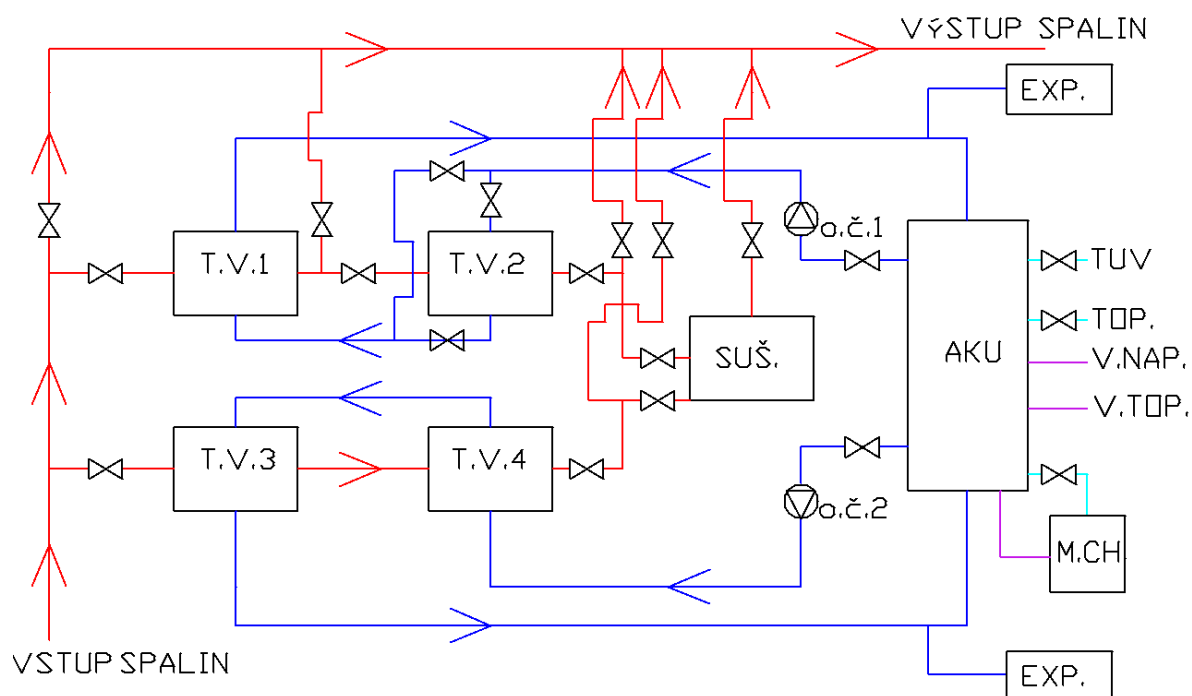 VÝSTUP SPALIN
EXP.
T.V.1
T.V.2
o.č.1
TUV
TOP.
AKU
SUŠ.
V.NAP.
V.TOP.
T.V.3
T.V.4
o.č.2
M.CH
VSTUP SPALIN
EXP.